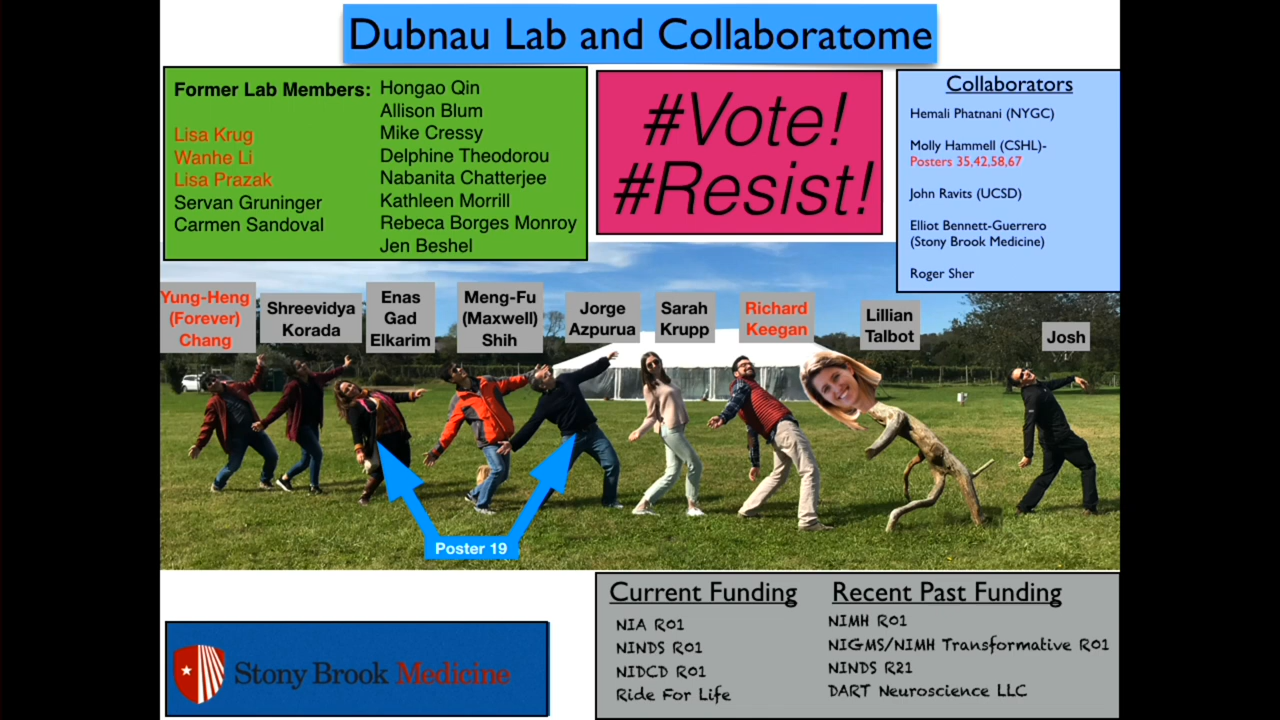 Dubnau Lab and Collaboratome
Former Lab Members:
Lisa Krug
Wanhe Li
Lisa Prazak
Servan Gruninger
Carmen Sandoval
Hongao Qin
Allison Blum
Mike Cressy
Delphine Theodorou
Nabanita Chatterjee
Kathleen Morrill
Rebeca Borges Monroy
Jen Beshel
#Vote!
#Resist!
Collaborators
Hemali Phatnani (NYGC)
Molly Hammell (CSHL)-
Posters 35,42,58,67
John Ravits (UCSD)
Elliot Bennett-Guerrero
(Stony Brook Medicine)
Roger Sher
Yung-Heng
(Forever)
Chang
Shreevidya
Korada
Enas
Gad
Elkarim
Meng-Fu
(Maxwell)
Shih
Jorge
Azpurua
Sarah
Krupp
Richard
Keegan
Lillian
Talbot
Josh
Poster 19
Stony Brook Medicine
Current Funding
NIA R01
NINDS R01
NIDCD R01
Ride For Life
Recent Past Funding
NIMH R01
NIGMS/NIMH Transformative R01
NINDS R21
DART Neuroscience LLC